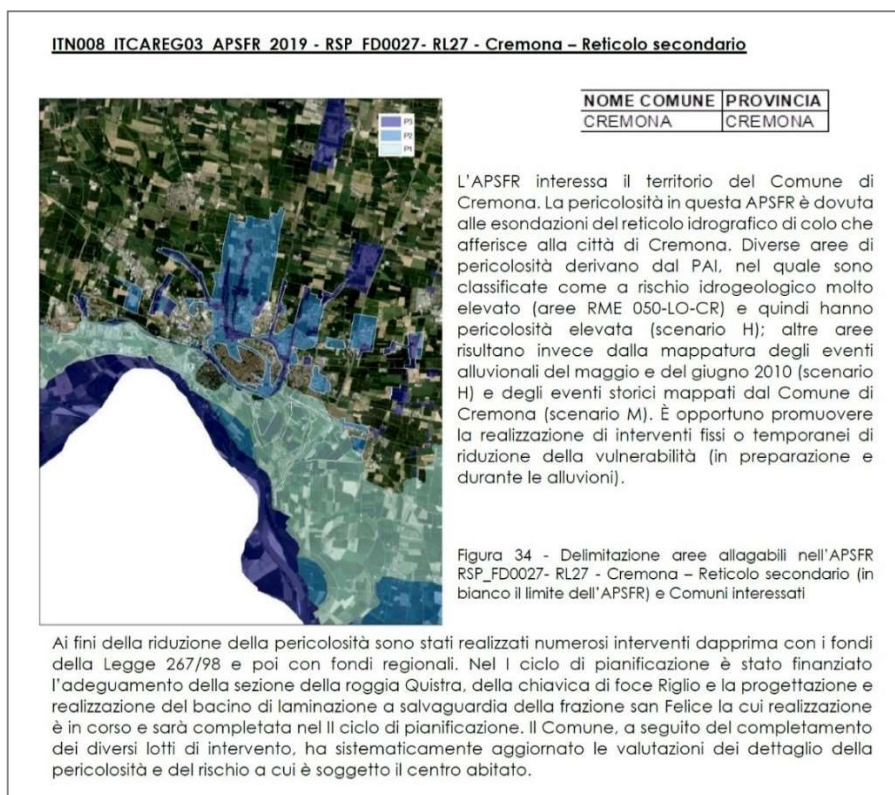 ITN008_ITCAREG03_APSFR_2019 - RSP_FD0027- RL27 - Cremona – Reticolo secondario
P3
P2
P1
NOME COMUNE PROVINCIA
CREMONA CREMONA
L'APSFR interessa il territorio del Comune di
Cremona. La pericolosità in questa APSFR è dovuta
alle esondazioni del reticolo idrografico di colo che
afferisce alla città di Cremona. Diverse aree di
pericolosità derivano dal PAI, nel quale sono
classificate come a rischio idrogeologico molto
elevato (aree RME 050-LO-CR) e quindi hanno
pericolosità elevata (scenario H); altre aree
risultano invece dalla mappatura degli eventi
alluvionali del maggio e del giugno 2010 (scenario
H) e degli eventi storici mappati dal Comune di
Cremona (scenario M). È opportuno promuovere
la realizzazione di interventi fissi o temporanei di
riduzione della vulnerabilità (in preparazione e
durante le alluvioni).
Figura 34 - Delimitazione aree allagabili nell'APSFR
RSP_FD0027- RL27 - Cremona – Reticolo secondario (in
bianco il limite dell'APSFR) e Comuni interessati
Ai fini della riduzione della pericolosità sono stati realizzati numerosi interventi dapprima con i fondi
della Legge 267/98 e poi con fondi regionali. Nel I ciclo di pianificazione è stato finanziato
l'adeguamento della sezione della roggia Quistra, della chiavica di foce Riglio e la progettazione e
realizzazione del bacino di laminazione a salvaguardia della frazione san Felice la cui realizzazione
è in corso e sarà completata nel II ciclo di pianificazione. Il Comune, a seguito del completamento
dei diversi lotti di intervento, ha sistematicamente aggiornato le valutazioni dei dettaglio della
pericolosità e del rischio a cui è soggetto il centro abitato.